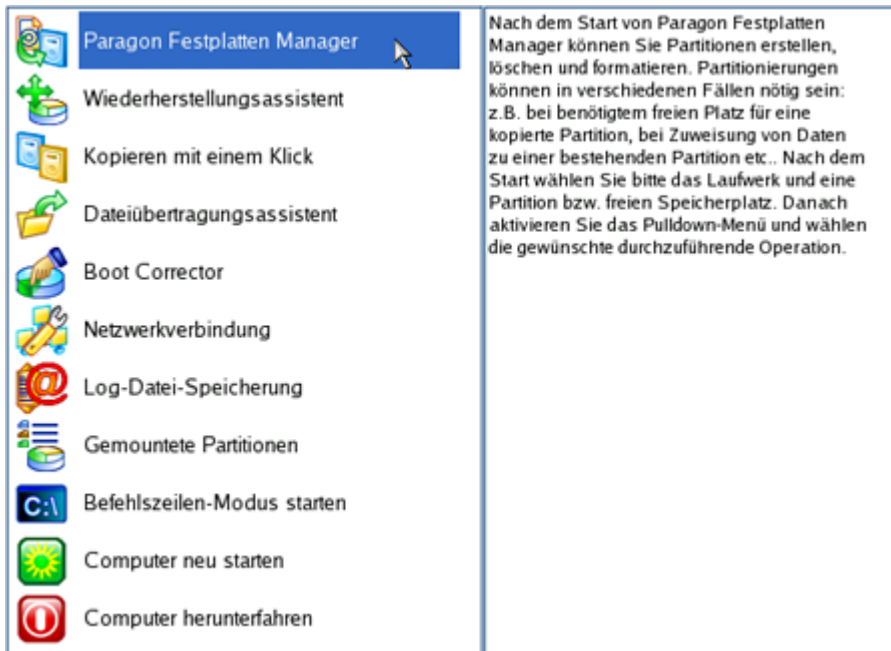 Paragon Festplatten Manager
Wiederherstellungsassistent
Kopieren mit einem Klick
Dateiübertragungsassistent
Boot Corrector
Netzwerkverbindung
Log-Datei-Speicherung
Gemountete Partitionen
C:\
Befehlszeilen-Modus starten
Computer neu starten
Computer herunterfahren
Nach dem Start von Paragon Festplatten
Manager können Sie Partitionen erstellen,
löschen und formatieren. Partitionierungen
können in verschiedenen Fällen nötig sein:
z.B. bei benötigtem freien Platz für eine
kopierte Partition, bei Zuweisung von Daten
zu einer bestehenden Partition etc.. Nach dem
Start wählen Sie bitte das Laufwerk und eine
Partition bzw. freien Speicherplatz. Danach
aktivieren Sie das Pulldown-Menü und wählen
die gewünschte durchzuführende Operation.